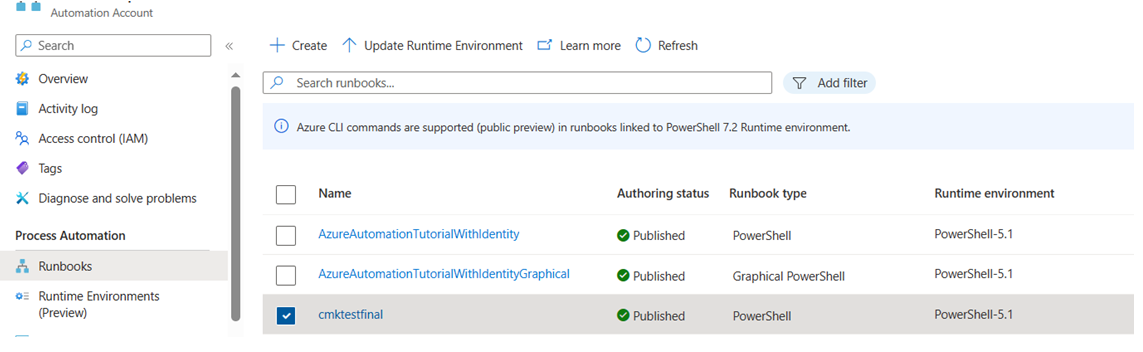 Automation Account
Search
«
Overview
Activity log
Access control (IAM)
Tags
Diagnose and solve problems
Process Automation
Runbooks
Runtime Environments
(Preview)
Create Update Runtime Environment Learn more Refresh
Search runbooks... Add filter
Azure CLI commands are supported (public preview) in runbooks linked to PowerShell 7.2 Runtime environment.
Name Authoring status Runbook type Runtime environment
AzureAutomationTutorialWithIdentity Published PowerShell PowerShell-5.1
AzureAutomationTutorialWithIdentityGraphical Published Graphical PowerShell PowerShell-5.1
cmktestfinal Published PowerShell PowerShell-5.1